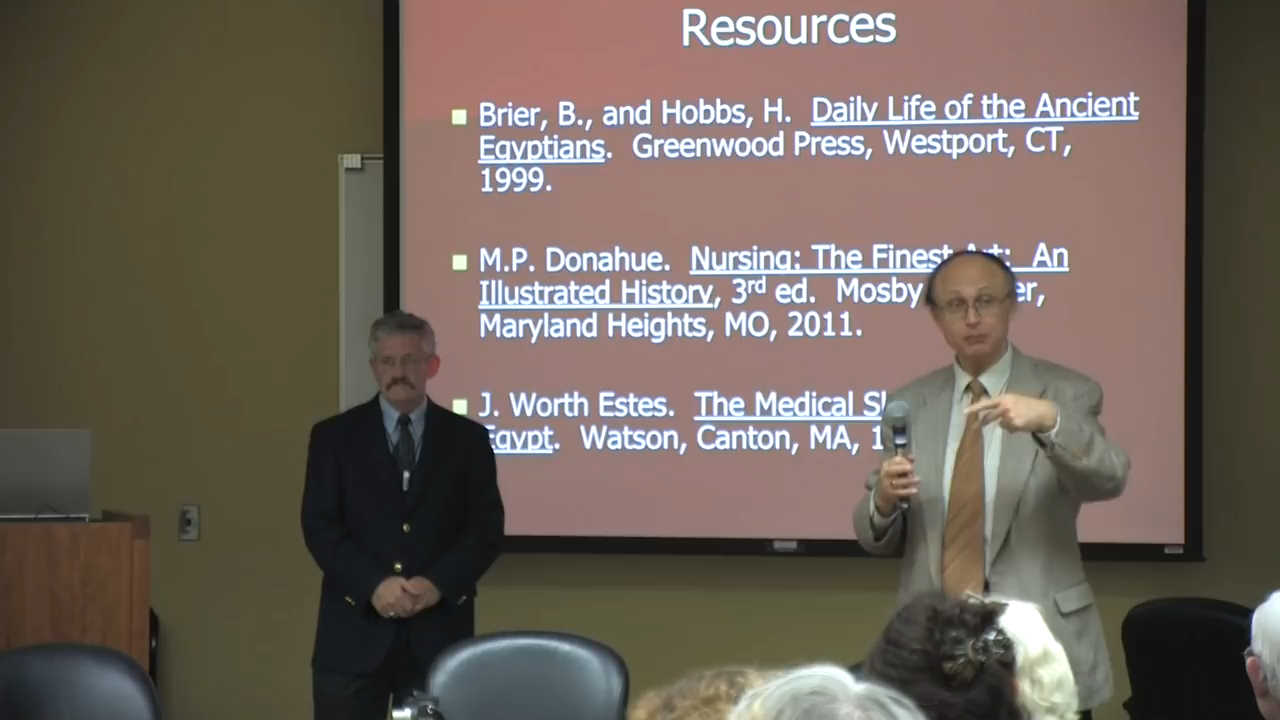 Resources
Brier, B., and Hobbs, H. Daily Life of the Ancient
Egyptians. Greenwood Press, Westport, CT,
1999.
M.P. Donahue. Nursing: The Finest Art: An
Illustrated History, 3rd ed. Mosby
Maryland Heights, MO, 2011.
J. Worth Estes. The Medical
Egypt. Watson, Canton, MA,